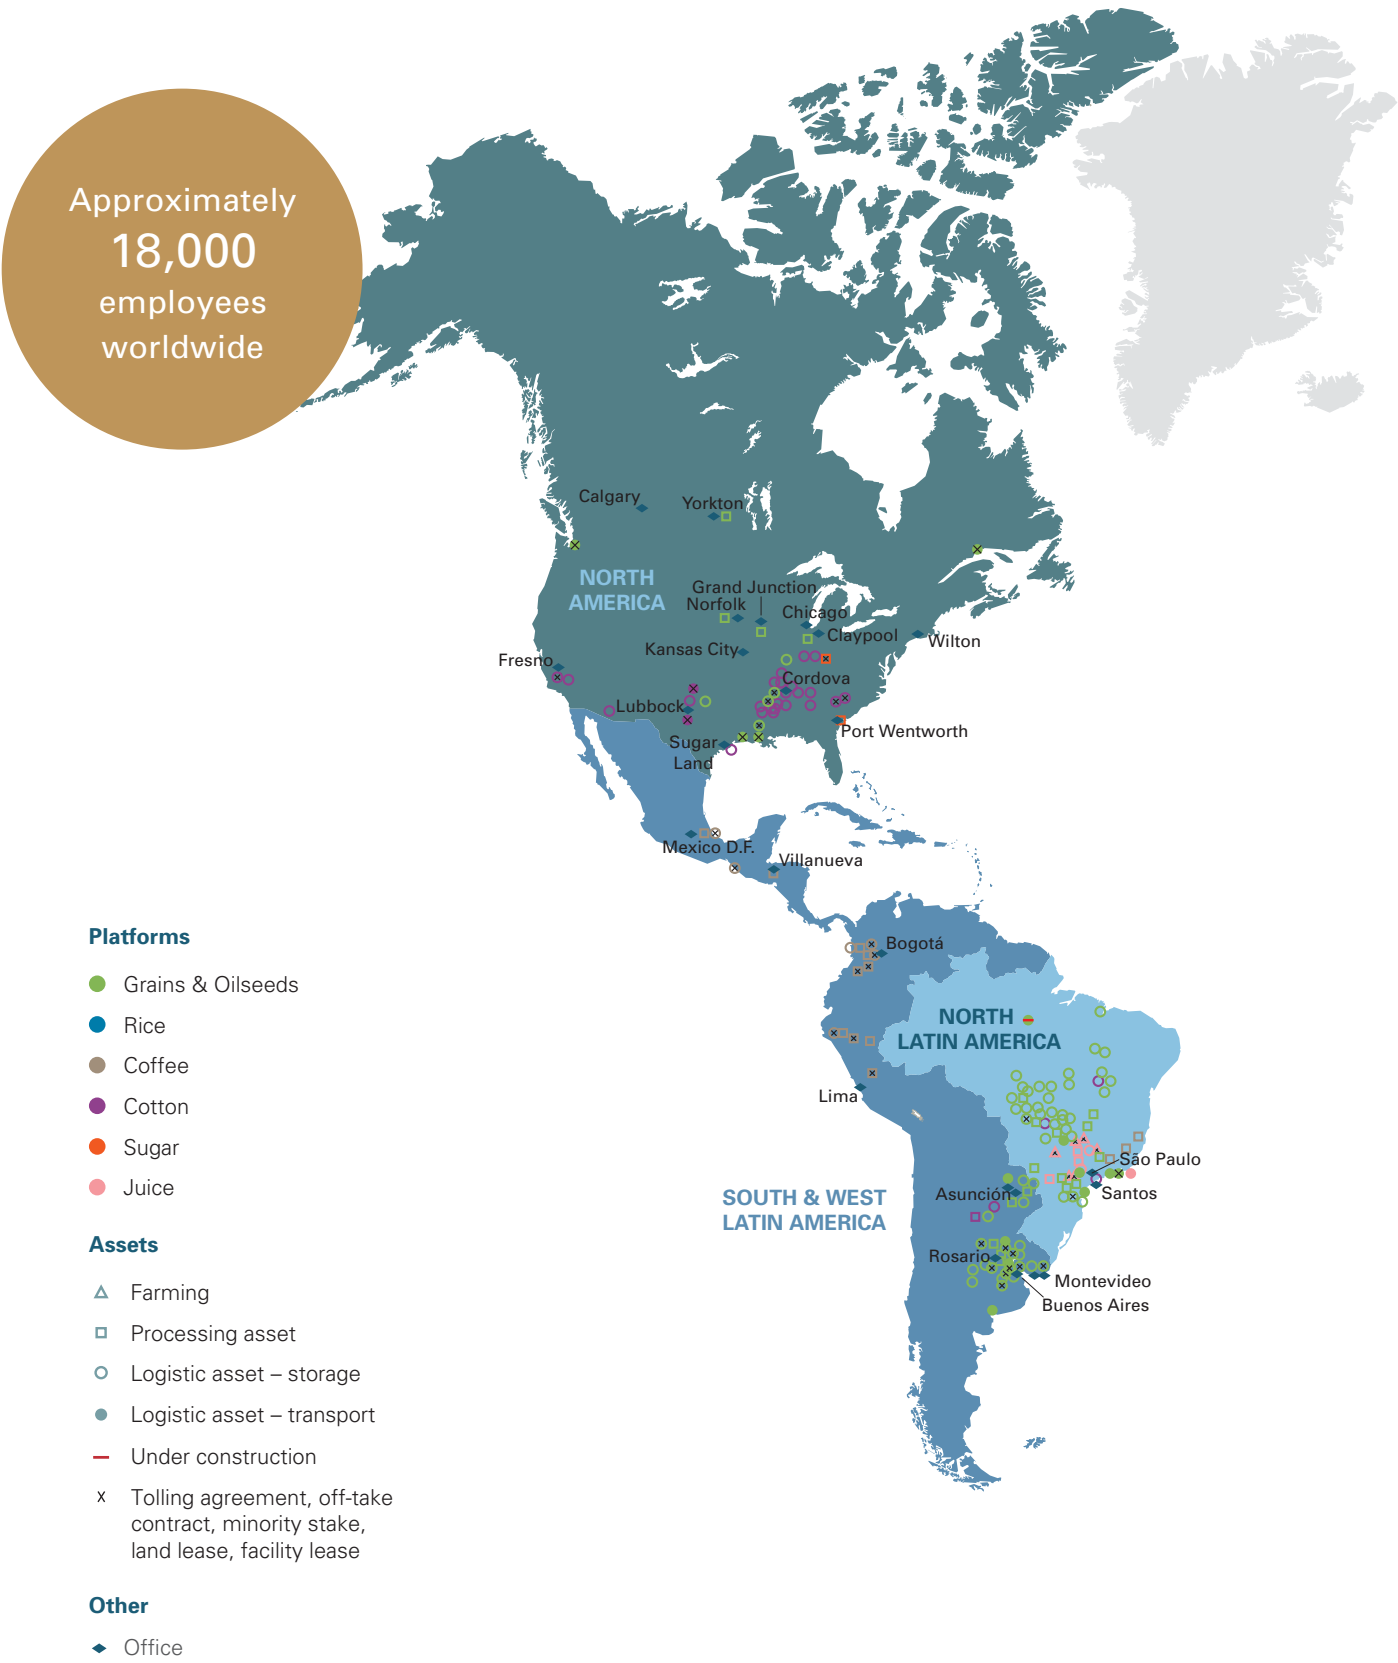 Approximately
18,000
employees
worldwide
Calgary
Yorkton
NORTH
AMERICA
Grand Junction
Norfolk
Chicago
Claypool
Wilton
Kansas City
Fresno
Cordova
Lubbock
Port Wentworth
Sugar
Land
Mexico D.F.
Villanueva
Bogotá
NORTH
LATIN AMERICA
Lima
São Paulo
Santos
Asunción
SOUTH & WEST
LATIN AMERICA
Rosario
Montevideo
Buenos Aires
Platforms
Grains & Oilseeds
Rice
Coffee
Cotton
Sugar
Juice
Assets
Farming
Processing asset
Logistic asset – storage
Logistic asset – transport
Under construction
x Tolling agreement, off-take
contract, minority stake,
land lease, facility lease
Other
Office